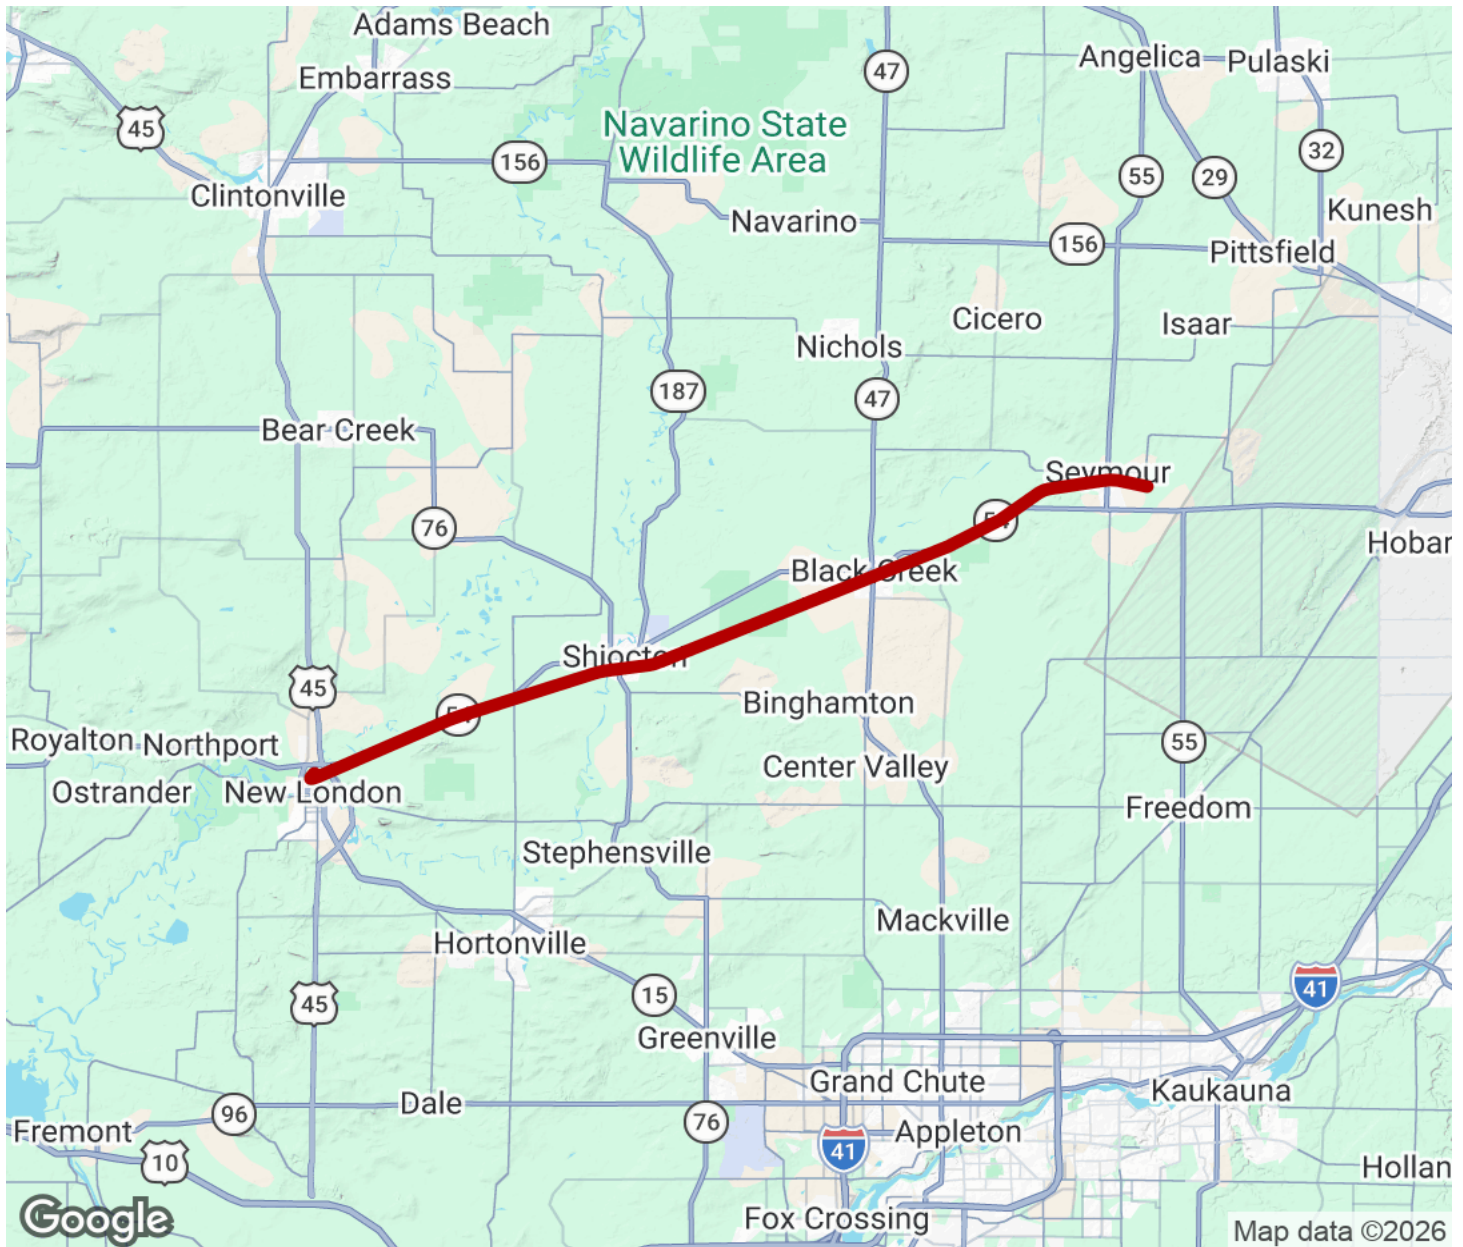 Adams Beach
Angelica
Pulaski
Embarrass
47
45
Navarino State
Wildlife Area
156
32
55
29
Clintonville
Navarino
Kunesh
156
Pittsfield
Cicero
Isaar
Nichols
187
47
Bear Creek
Seymour
76
54
Hobar
Black Creek
Shiocton
45
Binghamton
54
Royalton
Northport
55
Center Valley
Ostrander
New London
Freedom
Stephensville
Mackville
Hortonville
41
15
45
Greenville
Grand Chute
Kaukauna
Dale
96
76
Fremont
Appleton
41
10
Hollan
Google
Fox Crossing
Map data ©2026